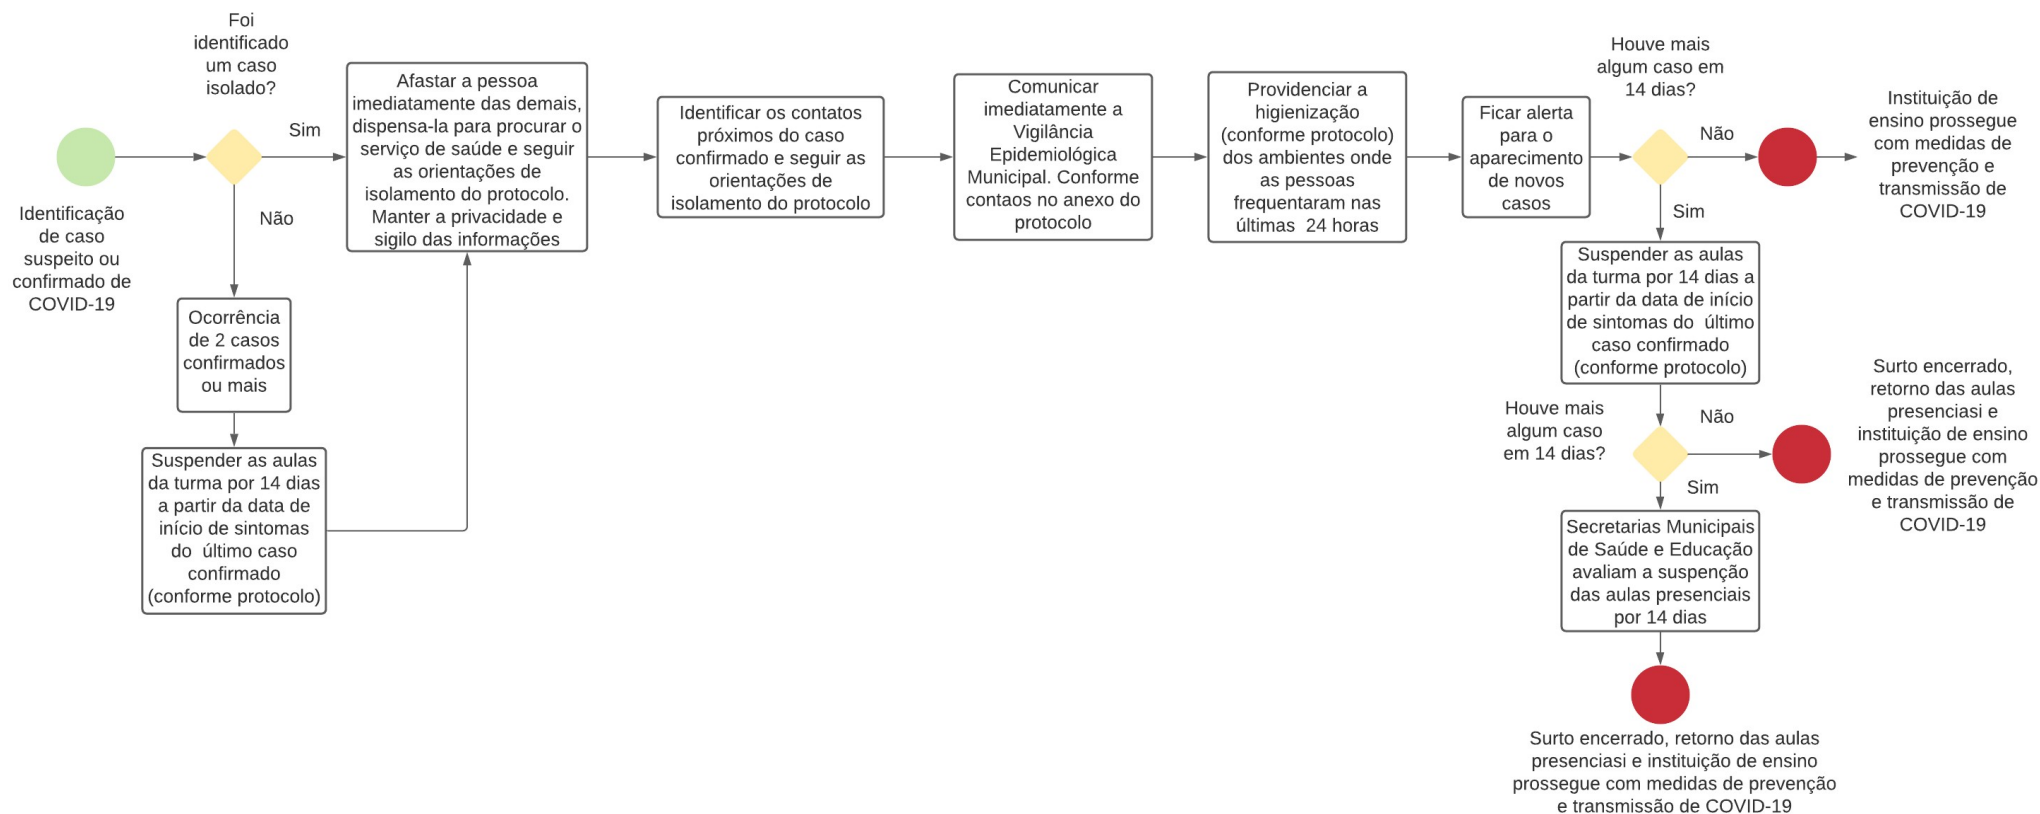 Foi
identificado
um caso
isolado?
Sim
Não
Identificação
de caso
suspeito ou
confirmado de
COVID-19
Ocorrência
de 2 casos
confirmados
ou mais
Suspender as aulas
da turma por 14 dias
a partir da data de
início de sintomas
do último caso
confirmado
(conforme protocolo)
Afastar a pessoa
imediatamente das demais,
dispensa-la para procurar o
serviço de saúde e seguir
as orientações de
isolamento do protocolo.
Manter a privacidade e
sigilo das informações
Identificar os contatos
próximos do caso
confirmado e seguir as
orientações de
isolamento do protocolo
Comunicar
imediatamente a
Vigilância
Epidemiológica
Municipal. Conforme
contaos no anexo do
protocolo
Providenciar a
higienização
(conforme protocolo)
dos ambientes onde
as pessoas
frequentaram nas
últimas 24 horas
Ficar alerta
para o
aparecimento
de novos
casos
Houve mais
algum caso em
14 dias?
Não
Instituição de
ensino prossegue
com medidas de
prevenção e
transmissão de
COVID-19
Sim
Suspender as aulas
da turma por 14 dias a
partir da data de início
de sintomas do último
caso confirmado
(conforme protocolo)
Houve mais
algum caso
em 14 dias?
Não
Surto encerrado,
retorno das aulas
presenciasi e
instituição de ensino
prossegue com
medidas de prevenção
e transmissão de
COVID-19
Sim
Secretarias Municipais
de Saúde e Educação
avaliam a suspenção
das aulas presenciais
por 14 dias
Surto encerrado, retorno das aulas
presenciasi e instituição de ensino
prossegue com medidas de prevenção
e transmissão de COVID-19